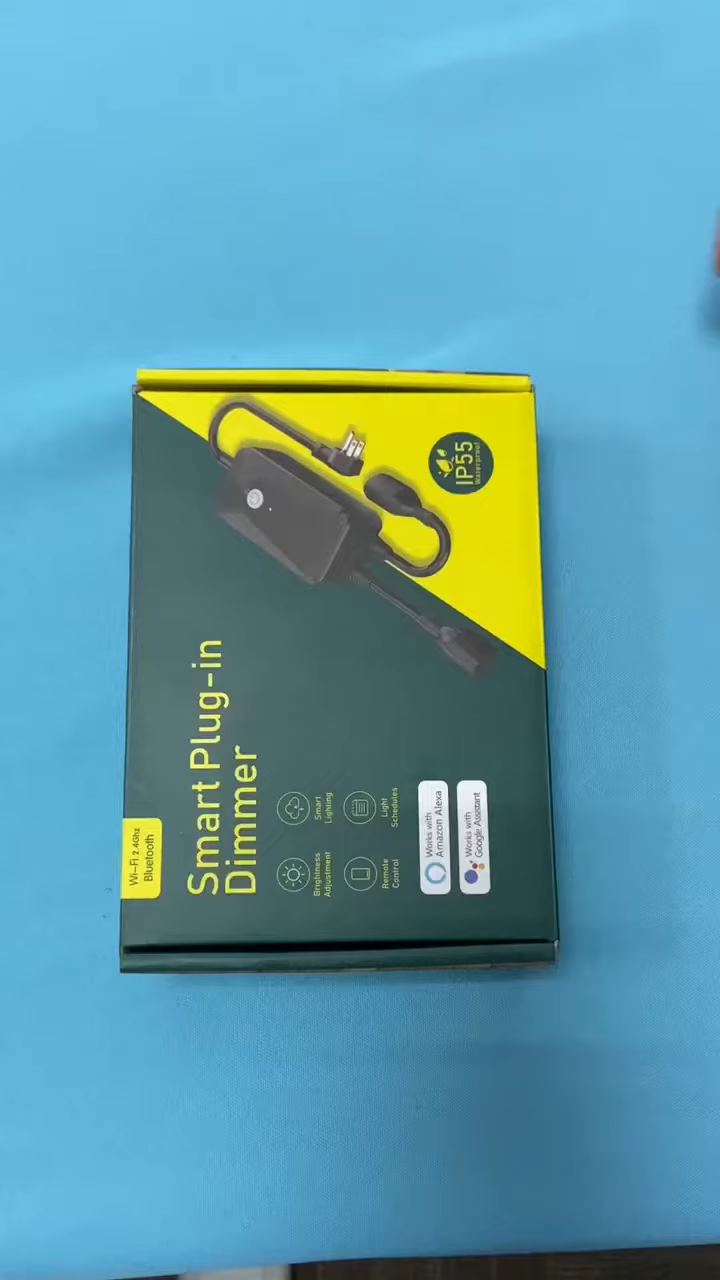 Wi-Fi 2.4Ghz
Bluetooth
IP55
Waterproof
Smart Plug-in
Dimmer
Brightness
Adjustment
Smart
Lighting
Remote
Control
Light
Schedules
Works with
Amazon Alexa
Works with
Google Assistant